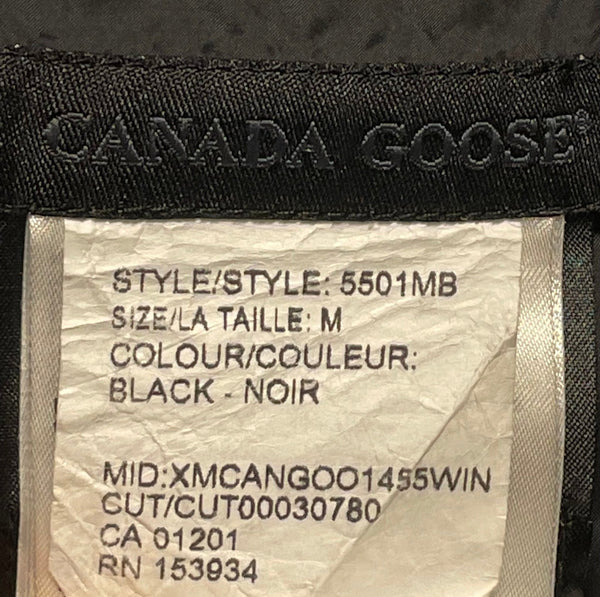 CANADA GOOSE®
STYLE/STYLE: 5501MB
SIZE/LA TAILLE: M
COLOUR/COULEUR:
BLACK - NOIR
MID:XMCANGOO1455WIN
CUT/CUT00030780
CA 01201
RN 153934